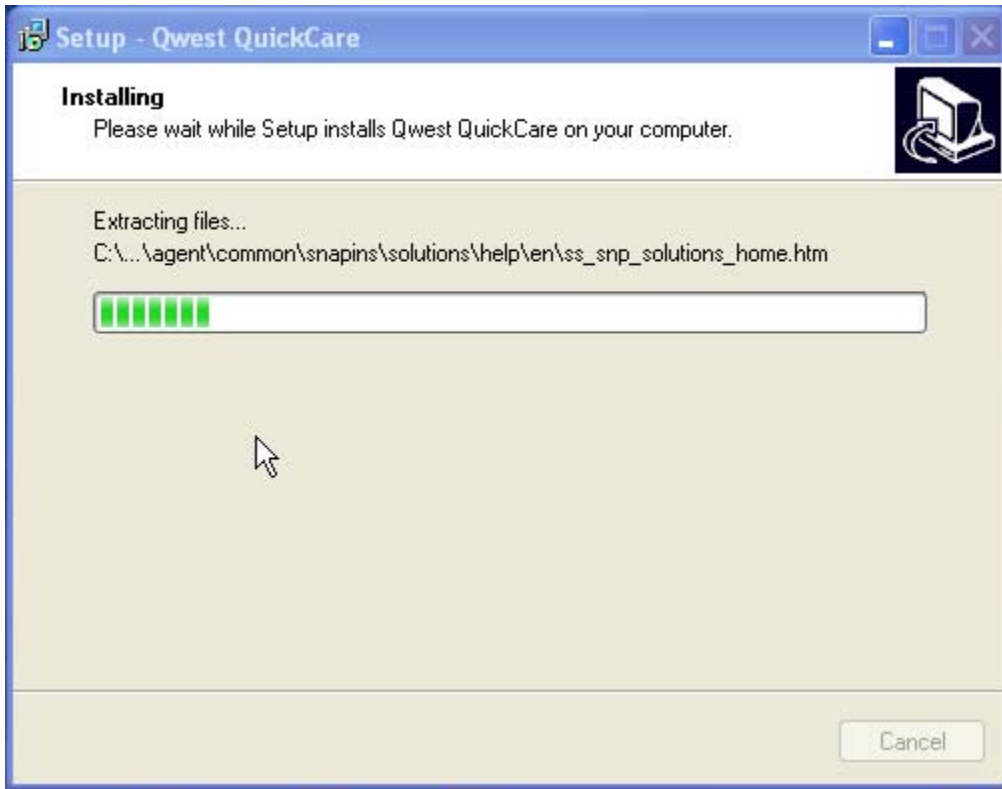 Setup - Qwest QuickCare
Installing
Please wait while Setup installs Qwest QuickCare on your computer.
Extracting files...
C:\...\agent\common\snapins\solutions\help\en\ss_snp_solutions_home.htm
Cancel